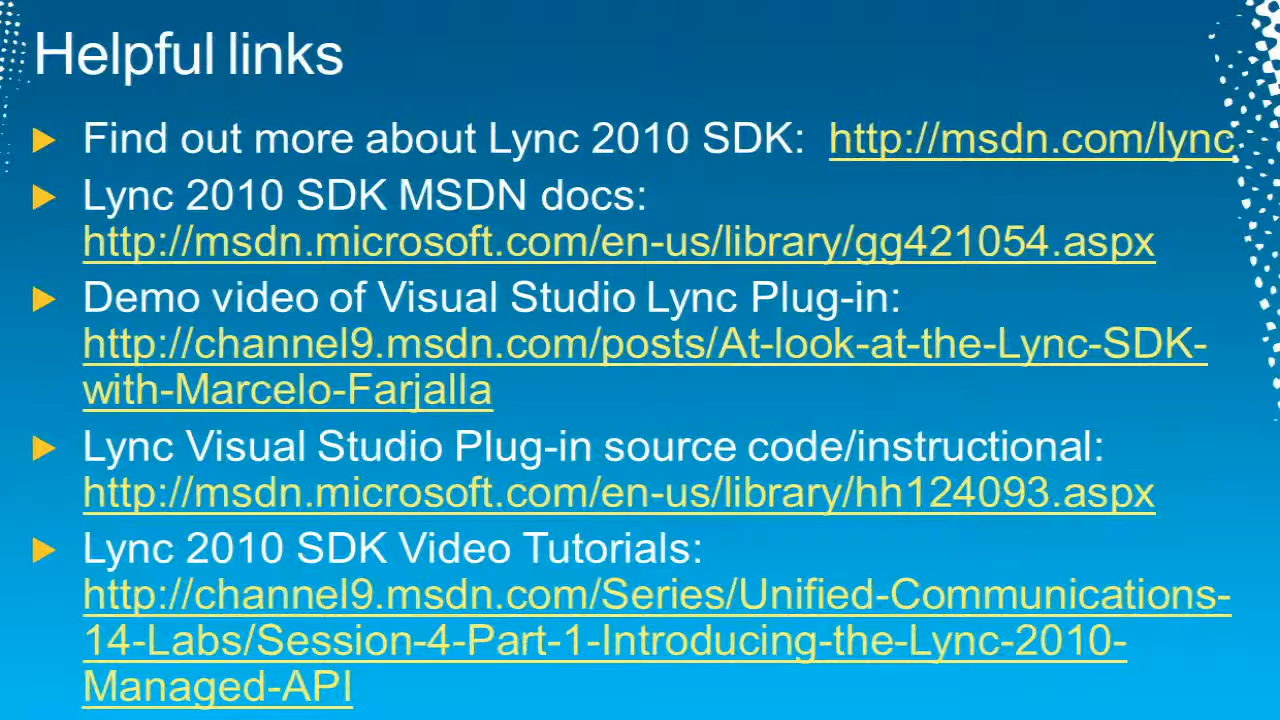 Helpful links
Find out more about Lync 2010 SDK: http://msdn.com/lync
Lync 2010 SDK MSDN docs:
http://msdn.microsoft.com/en-us/library/gg421054.aspx
Demo video of Visual Studio Lync Plug-in:
http://channel9.msdn.com/posts/At-look-at-the-Lync-SDK-
with-Marcelo-Farjalla
Lync Visual Studio Plug-in source code/instructional:
http://msdn.microsoft.com/en-us/library/hh124093.aspx
Lync 2010 SDK Video Tutorials:
http://channel9.msdn.com/Series/Unified-Communications-
14-Labs/Session-4-Part-1-Introducing-the-Lync-2010-
Managed-API